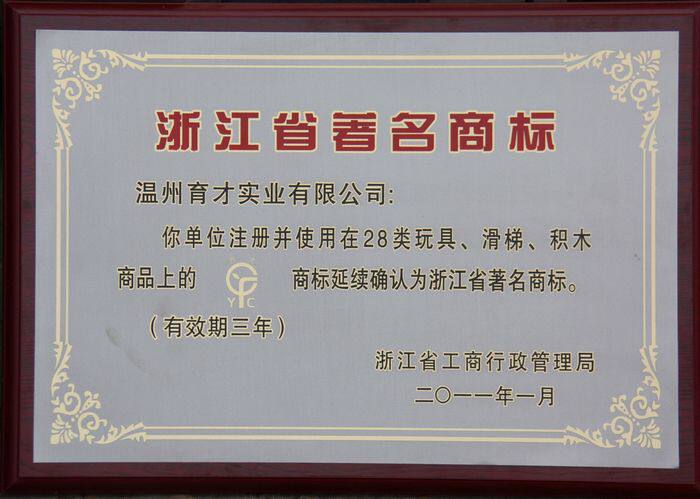 浙江省著名商标
温州育才实业有限公司:
你单位注册并使用在28类玩具、滑梯、积木
商品上的 YC 商标延续确认为浙江省著名商标。
(有效期三年)
浙江省工商行政管理局
二〇一一年一月